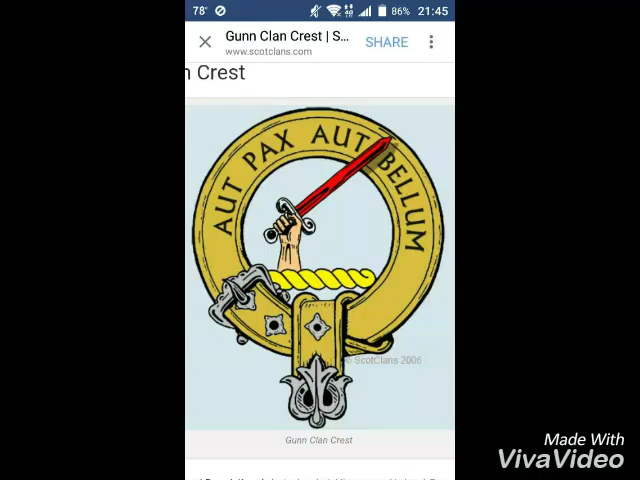 78° 86% 21:45
Gunn Clan Crest | S...
www.scotclans.com
SHARE
n Crest
AUT PAX AUT BELLUM
ScotClans 2006
Gunn Clan Crest
Made With
VivaVideo